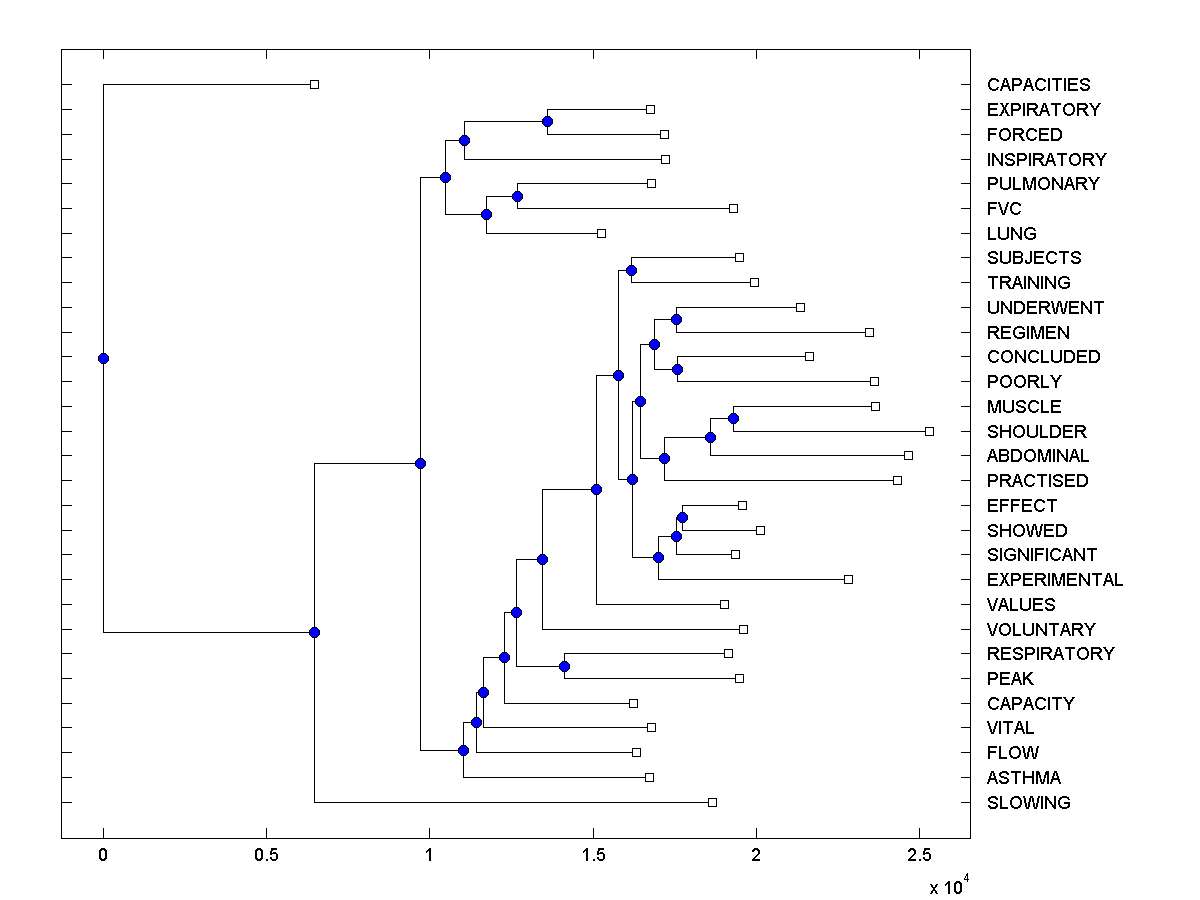 CAPACITIES
EXPIRATORY
FORCED
INSPIRATORY
PULMONARY
FVC
LUNG
SUBJECTS
TRAINING
UNDERWENT
REGIMEN
CONCLUDED
POORLY
MUSCLE
SHOULDER
ABDOMINAL
PRACTISED
EFFECT
SHOWED
SIGNIFICANT
EXPERIMENTAL
VALUES
VOLUNTARY
RESPIRATORY
PEAK
CAPACITY
VITAL
FLOW
ASTHMA
SLOWING
0 0.5 1 1.5 2 2.5
x 10^4